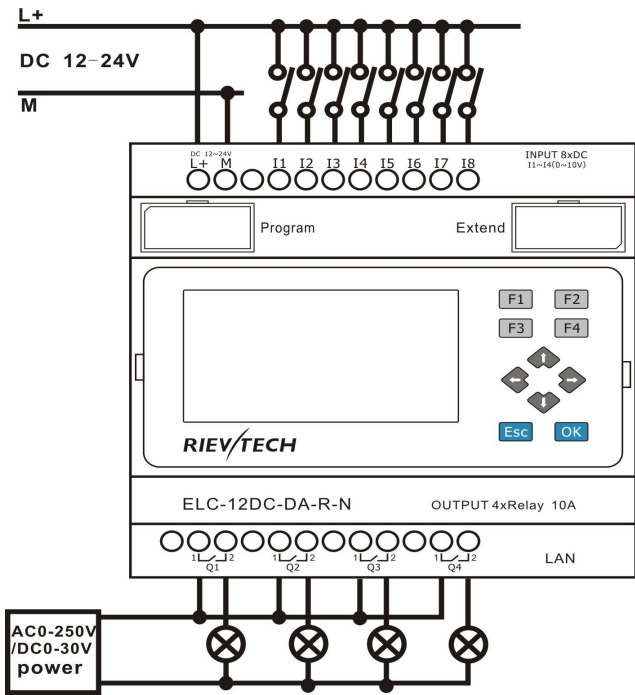 L+
DC 12-24V
M
DC 12~24V
L+ M I1 I2 I3 I4 I5 I6 I7 I8
INPUT 8xDC
I1~I4(0~10V)
Program
Extend
F1 F2
F3 F4
Esc OK
RIEVTECH
ELC-12DC-DA-R-N
OUTPUT 4xRelay 10A
1 2 1 2 1 2 1 2
Q1 Q2 Q3 Q4
LAN
AC0-250V
/DC0-30V
power